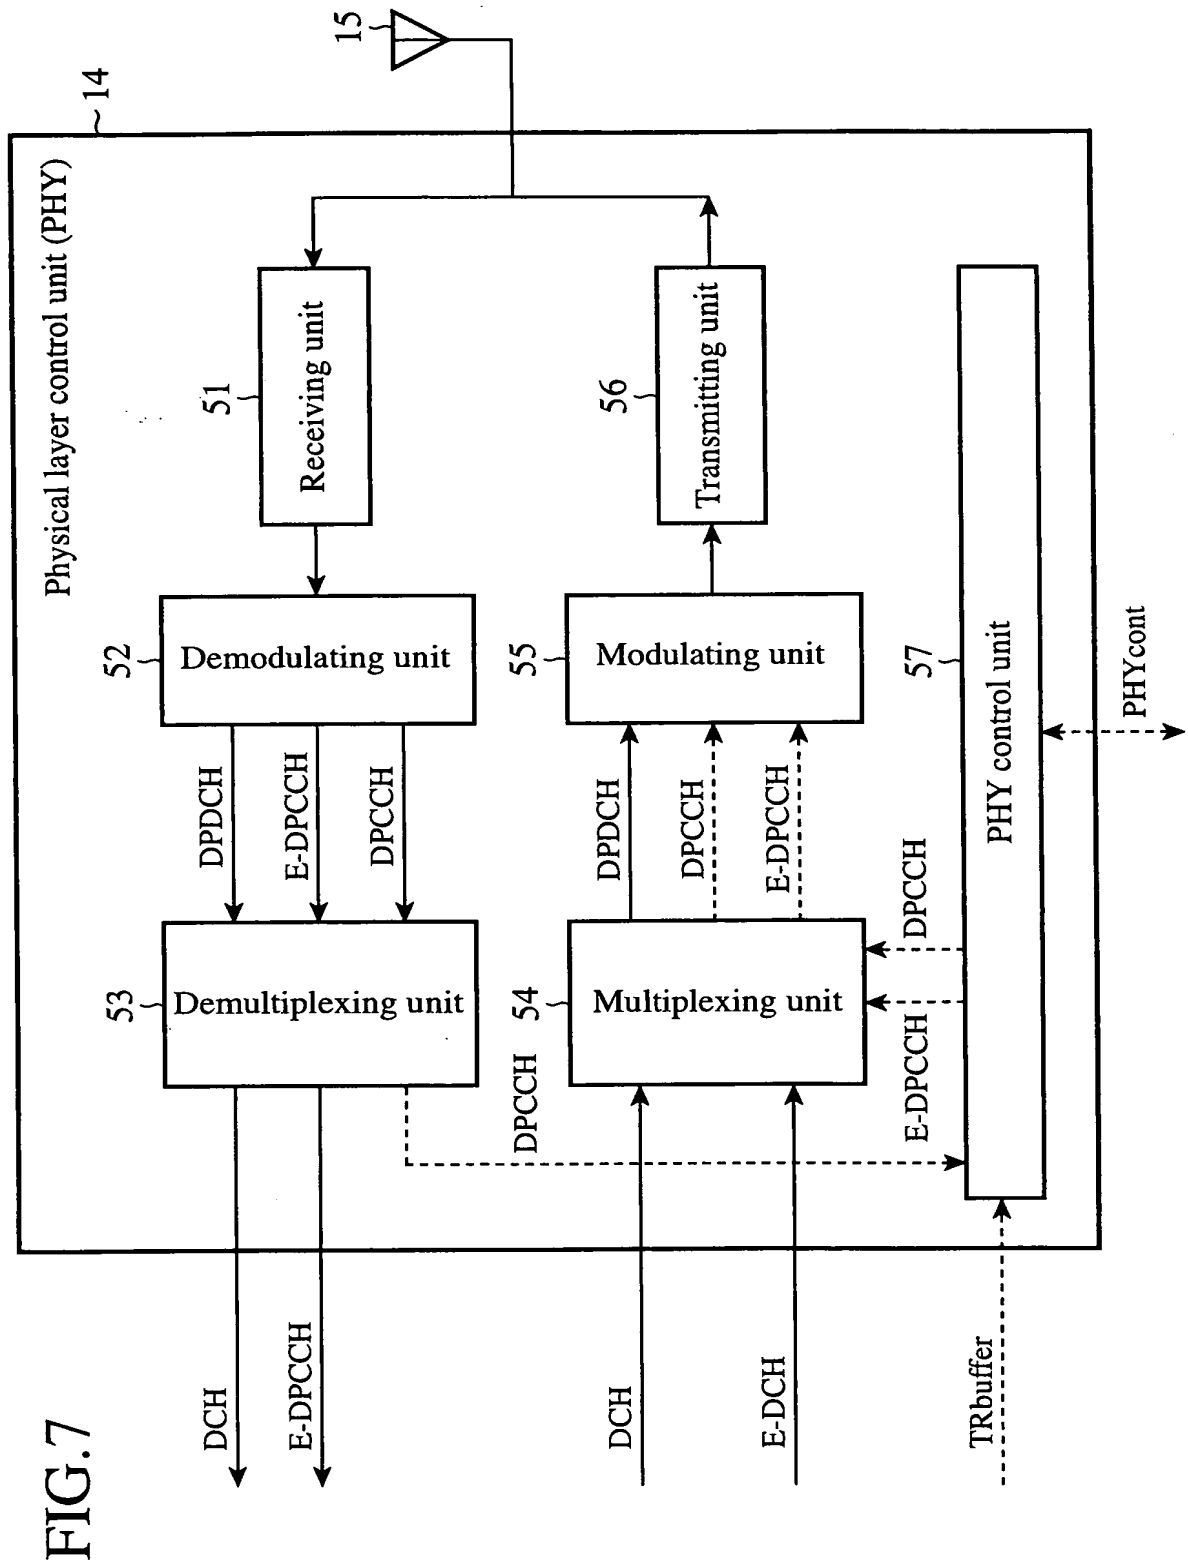 FIG.7
Physical layer control unit (PHY)
14
15
DCH
E-DPCCH
53
Demultiplexing unit
DPDCH
E-DPCCH
DPCCH
52
Demodulating unit
51
Receiving unit
DPCCH
DCH
E-DCH
54
Multiplexing unit
DPDCH
DPCCH
E-DPCCH
55
Modulating unit
56
Transmitting unit
E-DPCCH
DPCCH
TRbuffer
57
PHY control unit
PHYcont